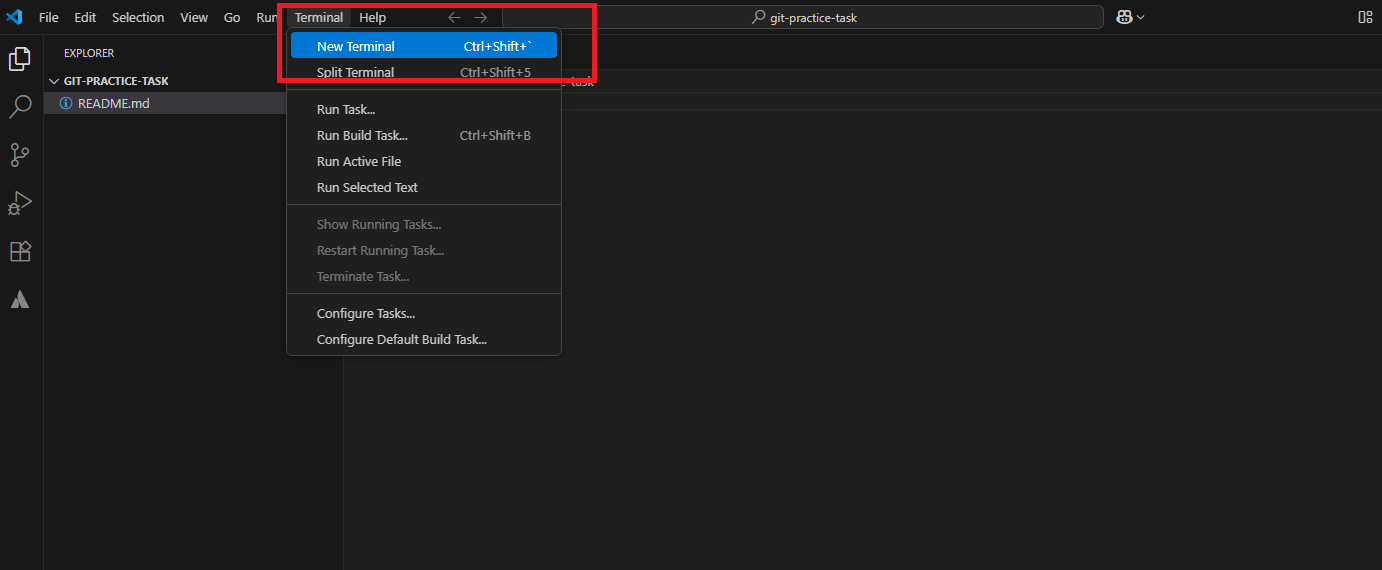 File Edit Selection View Go Run Terminal Help git-practice-task
EXPLORER
GIT-PRACTICE-TASK
README.md
New Terminal Ctrl+Shift+`
Split Terminal Ctrl+Shift+5
-task
Run Task...
Run Build Task... Ctrl+Shift+B
Run Active File
Run Selected Text
Show Running Tasks...
Restart Running Task...
Terminate Task...
Configure Tasks...
Configure Default Build Task...